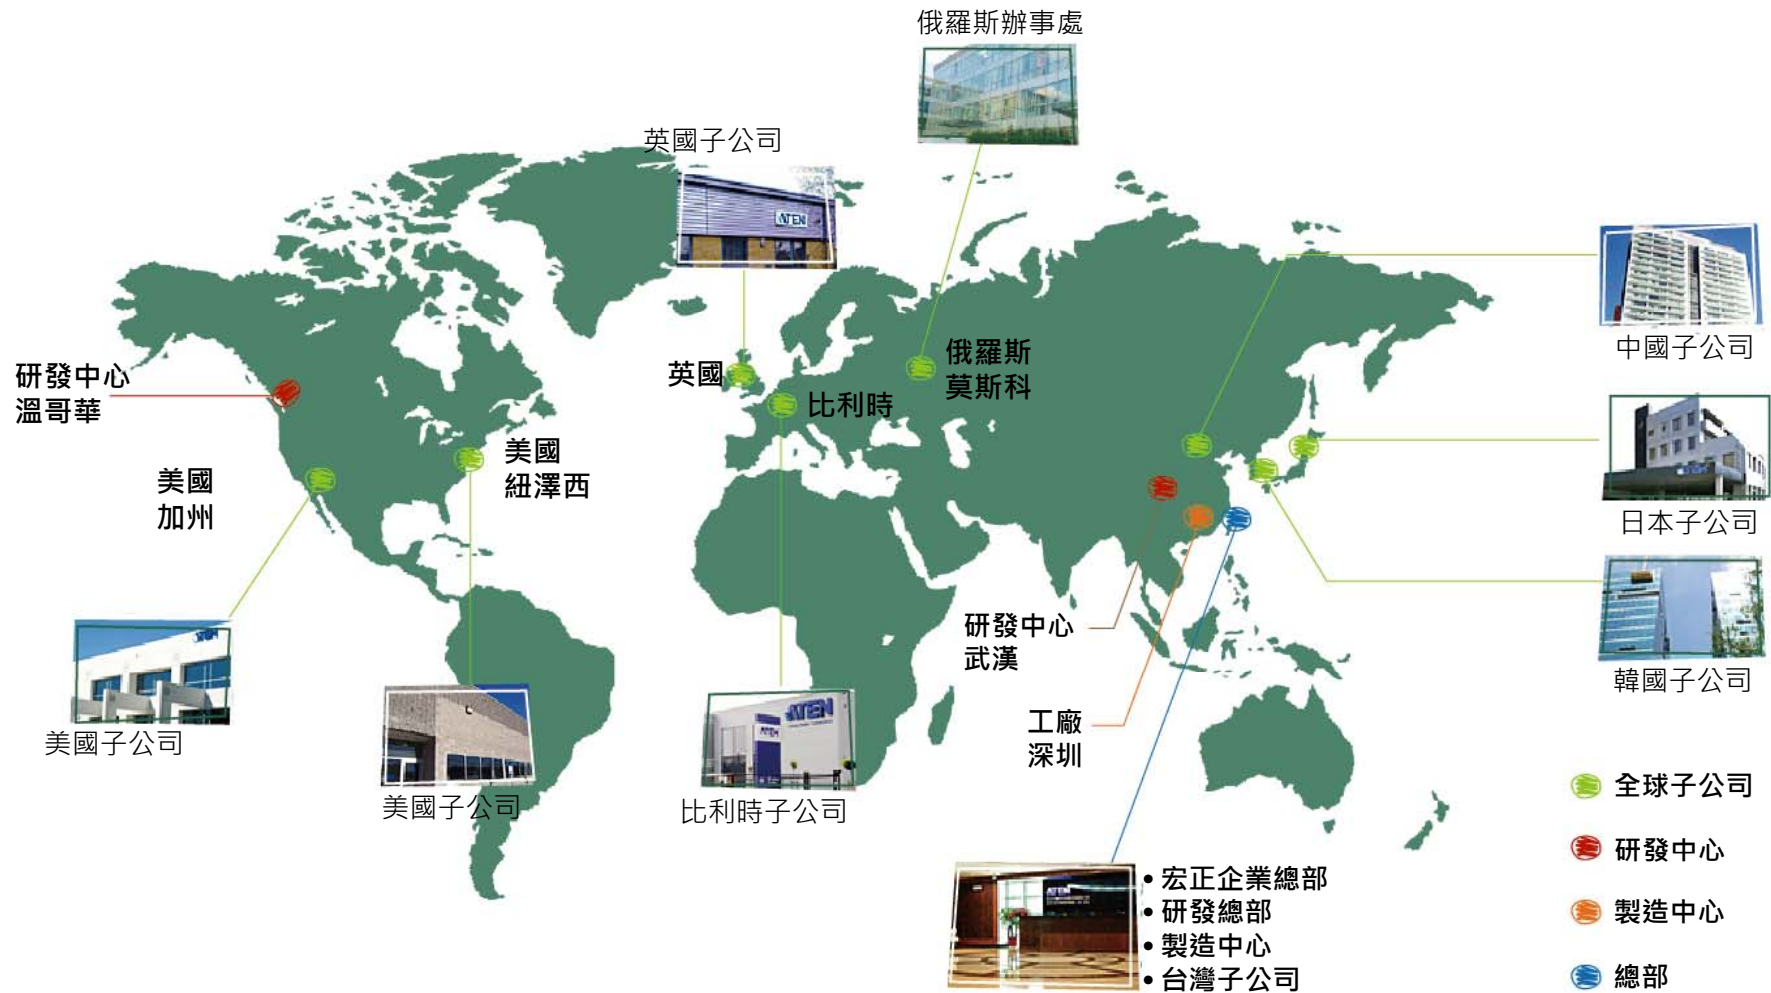 俄羅斯辦事處
英國子公司
ATEN
中國子公司
研發中心
溫哥華
英國
俄羅斯
莫斯科
比利時
美國
紐澤西
美國
加州
日本子公司
研發中心
武漢
韓國子公司
ATEN
美國子公司
美國子公司
ATEN
ATEN
比利時子公司
工廠
深圳
ATEN
• 宏正企業總部
• 研發總部
• 製造中心
• 台灣子公司
全球子公司
研發中心
製造中心
總部